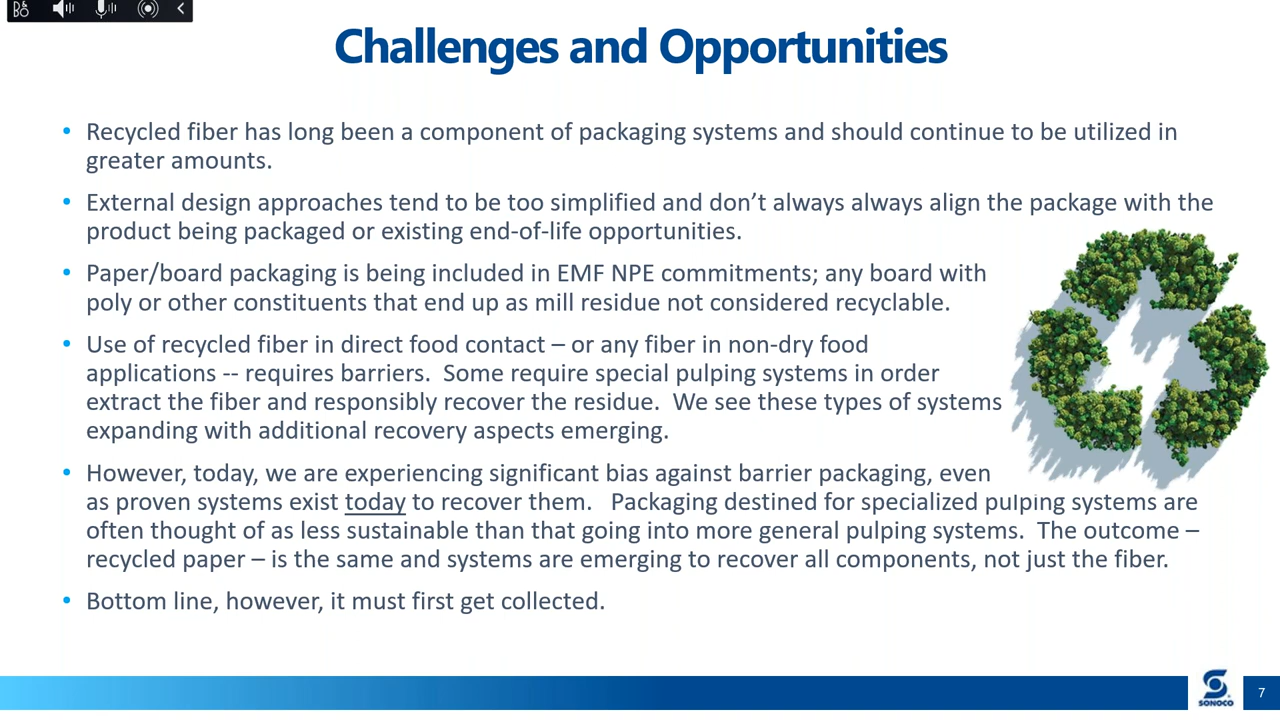 Challenges and Opportunities
• Recycled fiber has long been a component of packaging systems and should continue to be utilized in
greater amounts.
• External design approaches tend to be too simplified and don’t always always align the package with the
product being packaged or existing end-of-life opportunities.
• Paper/board packaging is being included in EMF NPE commitments; any board with
poly or other constituents that end up as mill residue not considered recyclable.
• Use of recycled fiber in direct food contact – or any fiber in non-dry food
applications -- requires barriers.  Some require special pulping systems in order
extract the fiber and responsibly recover the residue.  We see these types of systems
expanding with additional recovery aspects emerging.
• However, today, we are experiencing significant bias against barrier packaging, even
as proven systems exist today to recover them.   Packaging destined for specialized pulping systems are
often thought of as less sustainable than that going into more general pulping systems.  The outcome –
recycled paper – is the same and systems are emerging to recover all components, not just the fiber.
• Bottom line, however, it must first get collected.
SONOCO
7